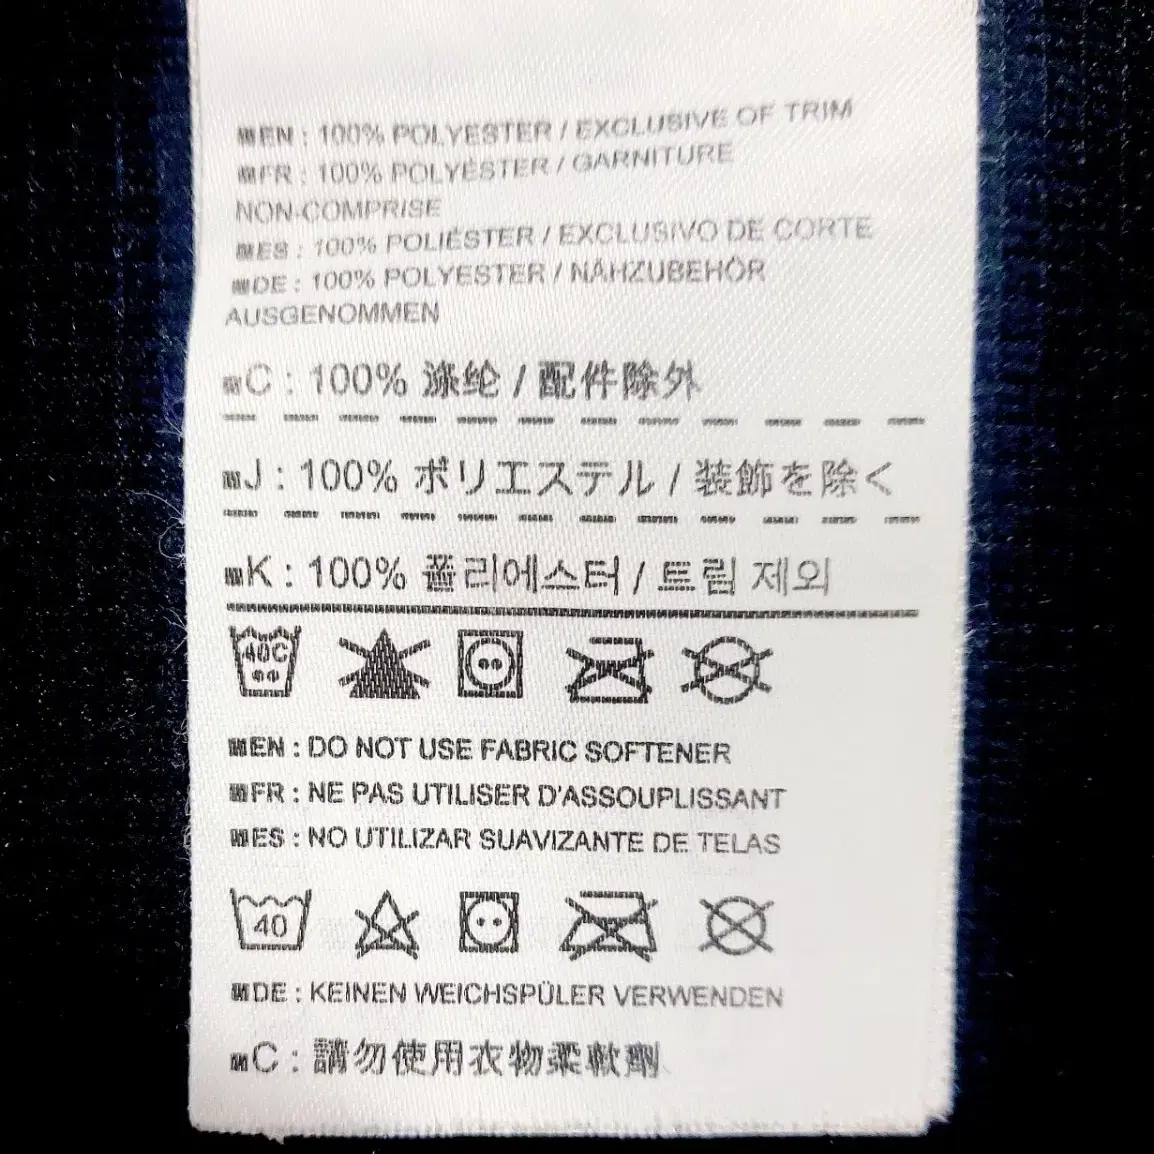 EN : 100% POLYESTER / EXCLUSIVE OF TRIM
FR : 100% POLYÉSTER / GARNITURE
NON-COMPRISE
ES : 100% POLIÉSTER / EXCLUSIVO DE CORTE
DE : 100% POLYESTER / NÄHZUBEHÖR
AUSGENOMMEN
C : 100% 涤纶 / 配件除外
J : 100% ポリエステル / 装飾を除く
K : 100% 폴리에스터 / 트림 제외
40C
EN : DO NOT USE FABRIC SOFTENER
FR : NE PAS UTILISER D'ASSOUPLISSANT
ES : NO UTILIZAR SUAVIZANTE DE TELAS
40
DE : KEINEN WEICHSPÜLER VERWENDEN
C : 請勿使用衣物柔軟劑